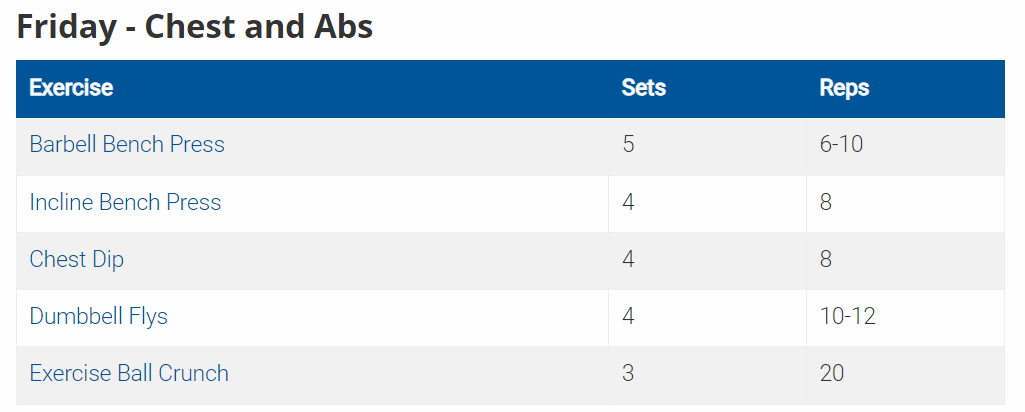 Friday - Chest and Abs
Exercise Sets Reps
Barbell Bench Press 5 6-10
Incline Bench Press 4 8
Chest Dip 4 8
Dumbbell Flys 4 10-12
Exercise Ball Crunch 3 20